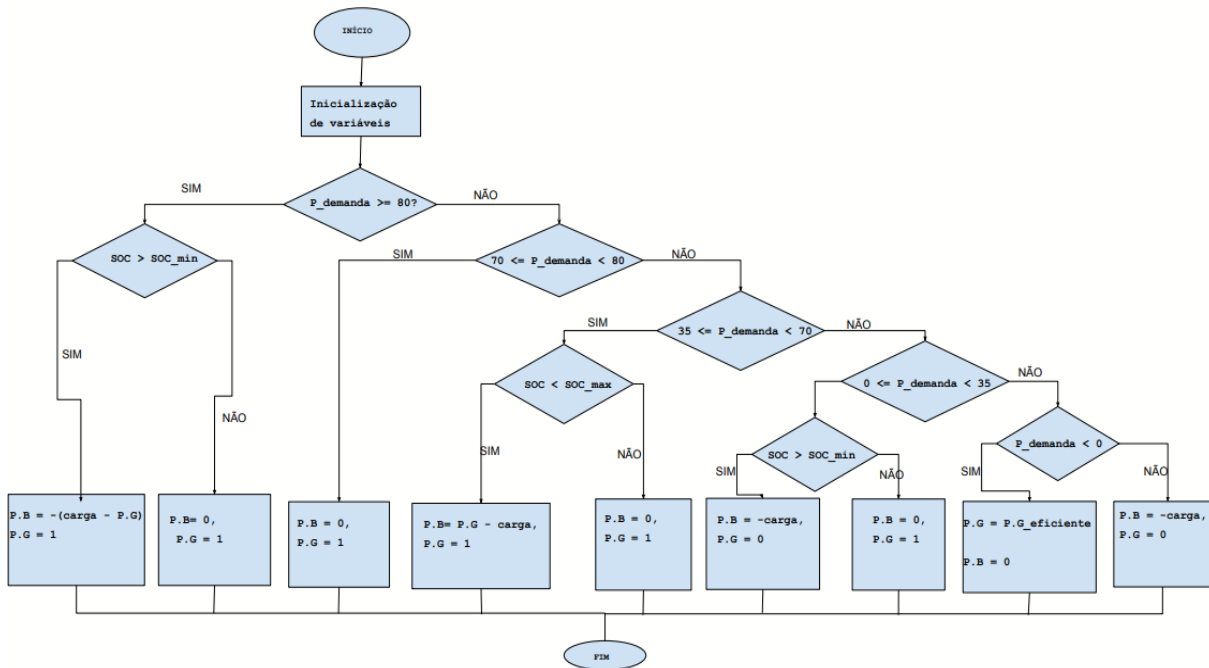 INÍCIO
Inicialização
de variáveis
SIM
P_demanda >= 80?
NÃO
SOC > SOC_min
SIM
70 <= P_demanda < 80
NÃO
SIM
35 <= P_demanda < 70
NÃO
SIM
SOC < SOC_max
0 <= P_demanda < 35
NÃO
NÃO
SIM
NÃO
SIM
SOC > SOC_min
NÃO
P_demanda < 0
SIM
NÃO
P.B = -(carga - P.G)
P.G = 1
P.B= 0,
P.G = 1
P.B = 0,
P.G = 1
P.B= P.G - carga,
P.G = 1
P.B = 0,
P.G = 1
P.B = -carga,
P.G = 0
P.B = 0,
P.G = 1
P.G = P.G_eficiente
P.B = 0
P.B = -carga,
P.G = 0
FIM